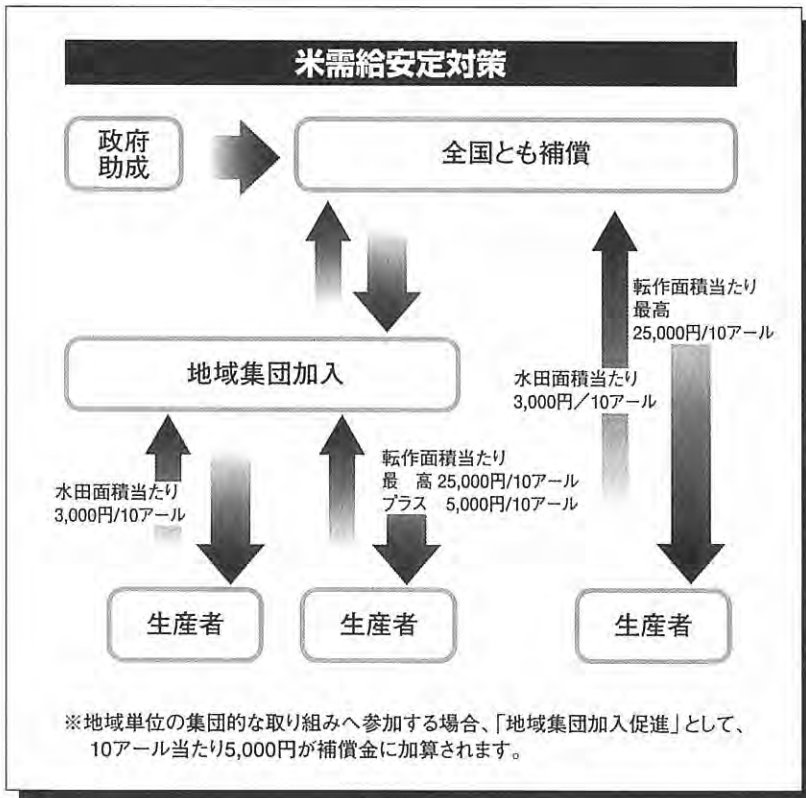 米需給安定対策
政府
助成
全国とも補償
転作面積当たり
最高
25,000円/10アール
水田面積当たり
3,000円／10アール
地域集団加入
転作面積当たり
最　高 25,000円/10アール
プラス　5,000円/10アール
水田面積当たり
3,000円/10アール
生産者
生産者
生産者
※地域単位の集団的な取り組みへ参加する場合、「地域集団加入促進」として、
10アール当たり5,000円が補償金に加算されます。